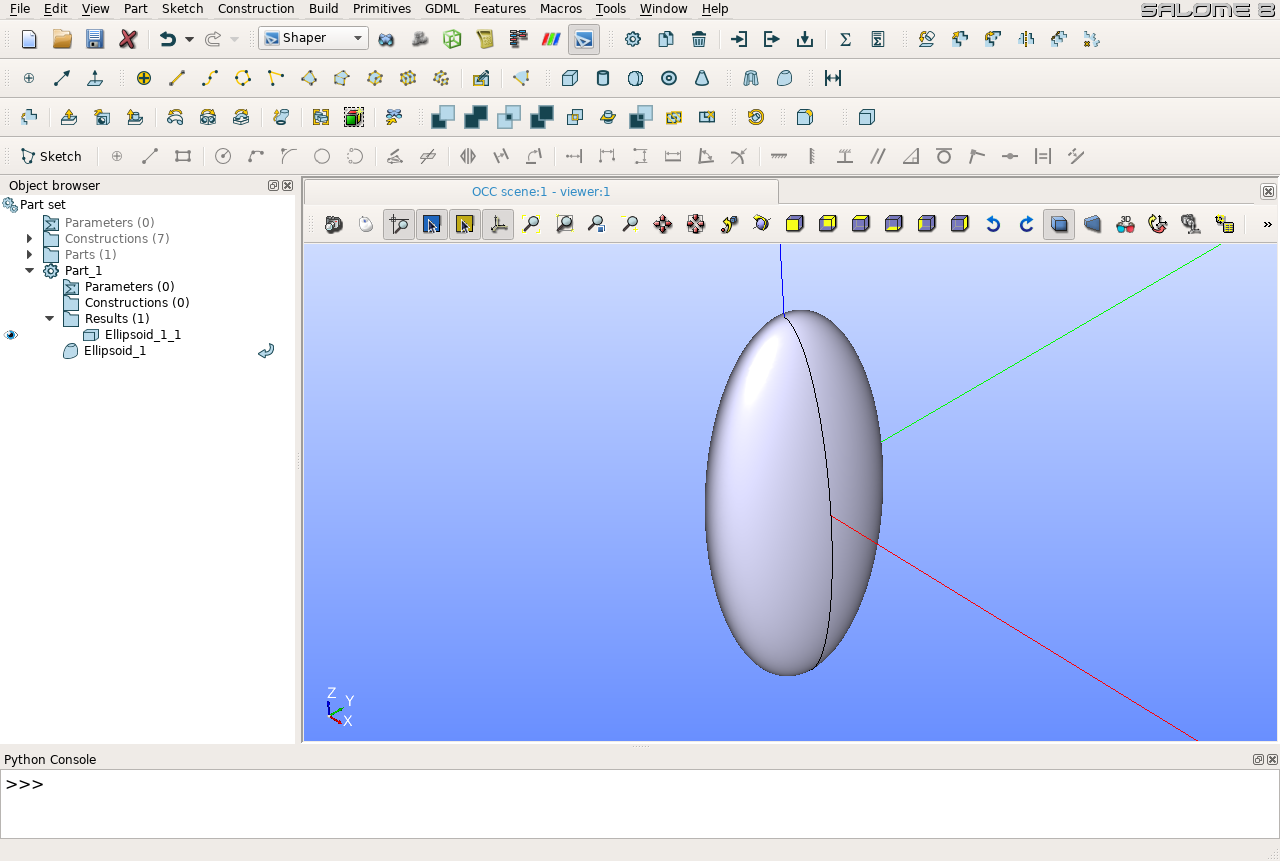 File Edit View Part Sketch Construction Build Primitives GDML Features Macros Tools Window Help
SALOME 8
Shaper
Sketch
Object browser
Part set
Parameters (0)
Constructions (7)
Parts (1)
Part_1
Parameters (0)
Constructions (0)
Results (1)
Ellipsoid_1_1
Ellipsoid_1
OCC scene:1 - viewer:1
3D
»
Z
Y
X
Python Console
>>>